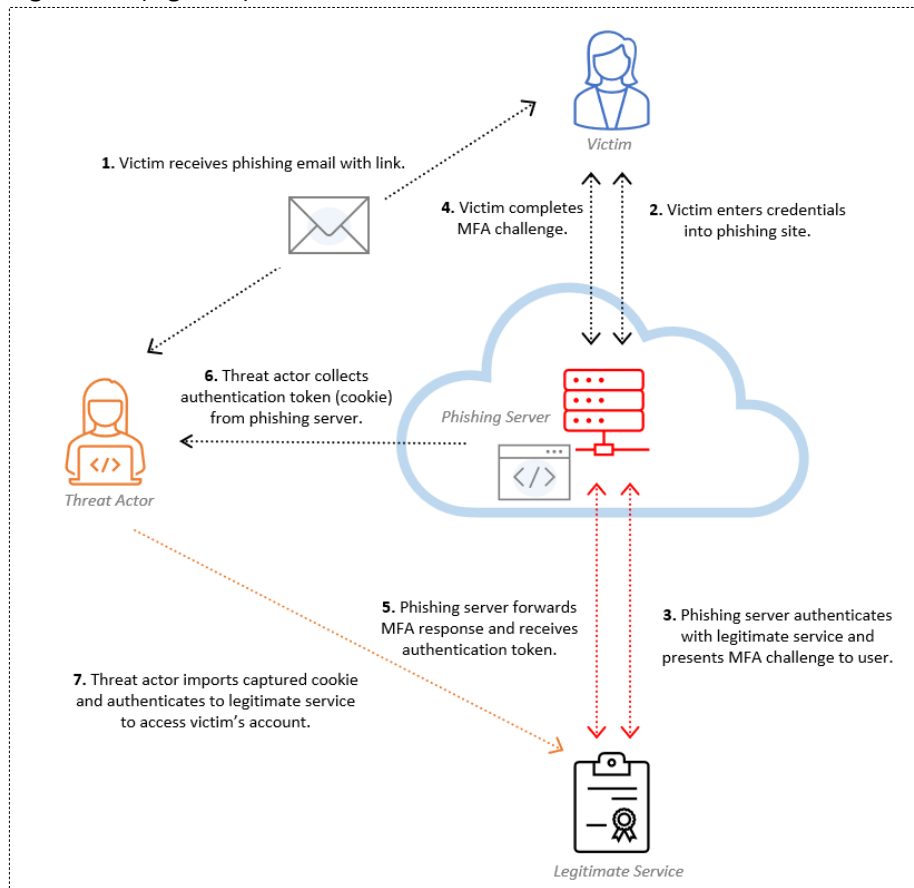 Victim
1. Victim receives phishing email with link.
4. Victim completes
MFA challenge.
2. Victim enters credentials
into phishing site.
6. Threat actor collects
authentication token (cookie)
from phishing server.
Phishing Server
</>
</>
Threat Actor
5. Phishing server forwards
MFA response and receives
authentication token.
3. Phishing server authenticates
with legitimate service and
presents MFA challenge to user.
7. Threat actor imports captured cookie
and authenticates to legitimate service
to access victim's account.
Legitimate Service